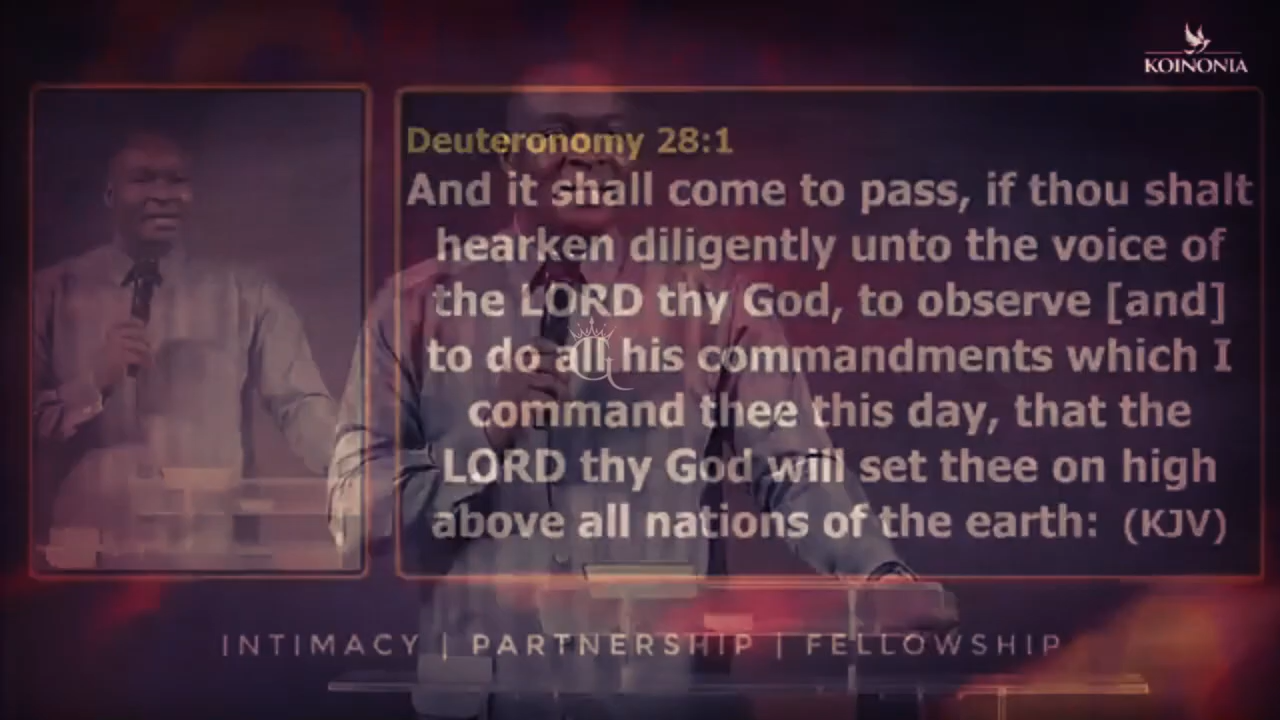 KOINONIA
Deuteronomy 28:1
And it shall come to pass, if thou shalt
hearken diligently unto the voice of
the LORD thy God, to observe [and]
to do all his commandments which I
command thee this day, that the
LORD thy God will set thee on high
above all nations of the earth: (KJV)
INTIMACY | PARTNERSHIP | FELLOWSHIP